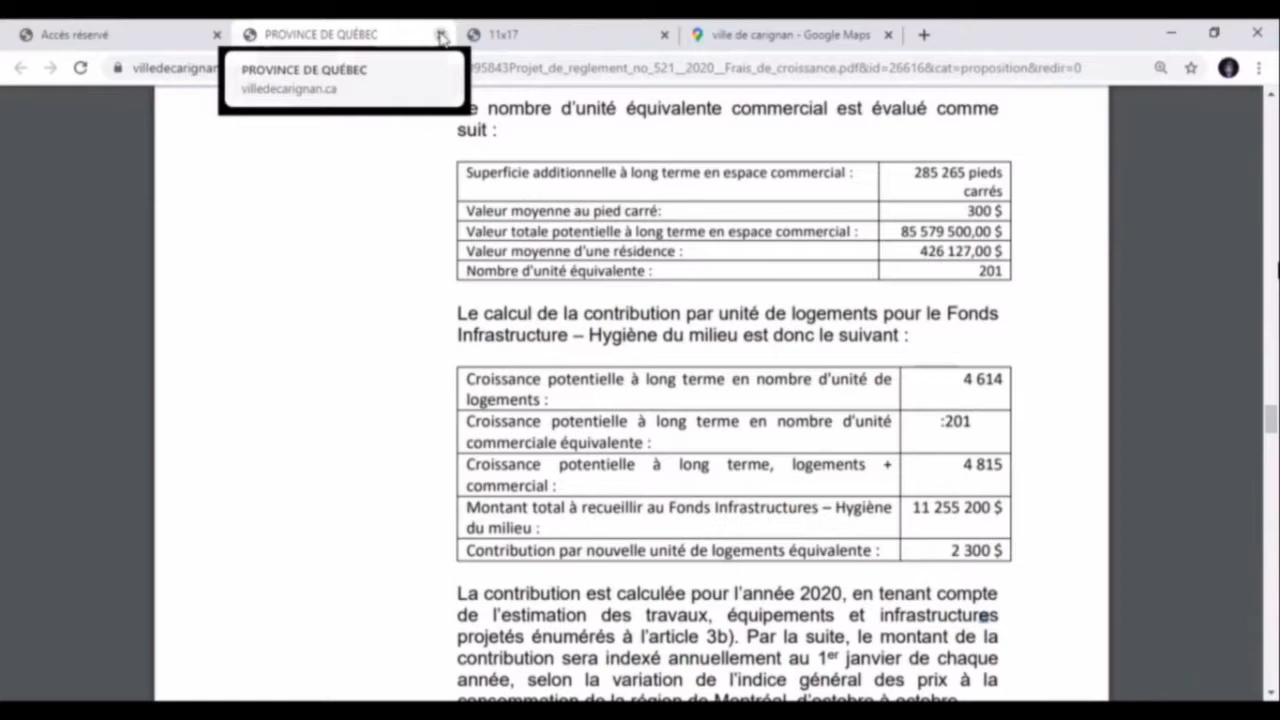 Accès réservé
PROVINCE DE QUÉBEC
11x17
ville de carignan - Google Maps
villedecarignan
95843Projet_de_reglement_no_521__2020__Frais_de_croissance.pdf&id=26616&cat=proposition&redir=0
PROVINCE DE QUÉBEC
villedecarignan.ca
nombre d'unité équivalente commercial est évalué comme
suit :
Superficie additionnelle à long terme en espace commercial : 285 265 pieds
carrés
Valeur moyenne au pied carré: 300 $
Valeur totale potentielle à long terme en espace commercial : 85 579 500,00 $
Valeur moyenne d'une résidence : 426 127,00 $
Nombre d'unité équivalente : 201
Le calcul de la contribution par unité de logements pour le Fonds
Infrastructure – Hygiène du milieu est donc le suivant :
Croissance potentielle à long terme en nombre d'unité de 4 614
logements :
Croissance potentielle à long terme en nombre d'unité :201
commerciale équivalente :
Croissance potentielle à long terme, logements + 4 815
commercial :
Montant total à recueillir au Fonds Infrastructures – Hygiène 11 255 200 $
du milieu :
Contribution par nouvelle unité de logements équivalente : 2 300 $
La contribution est calculée pour l'année 2020, en tenant compte
de l'estimation des travaux, équipements et infrastructures
projetés énumérés à l'article 3b). Par la suite, le montant de la
contribution sera indexé annuellement au 1er janvier de chaque
année, selon la variation de l'indice général des prix à la
consommation de la région de Montréal, d'octobre à octobre